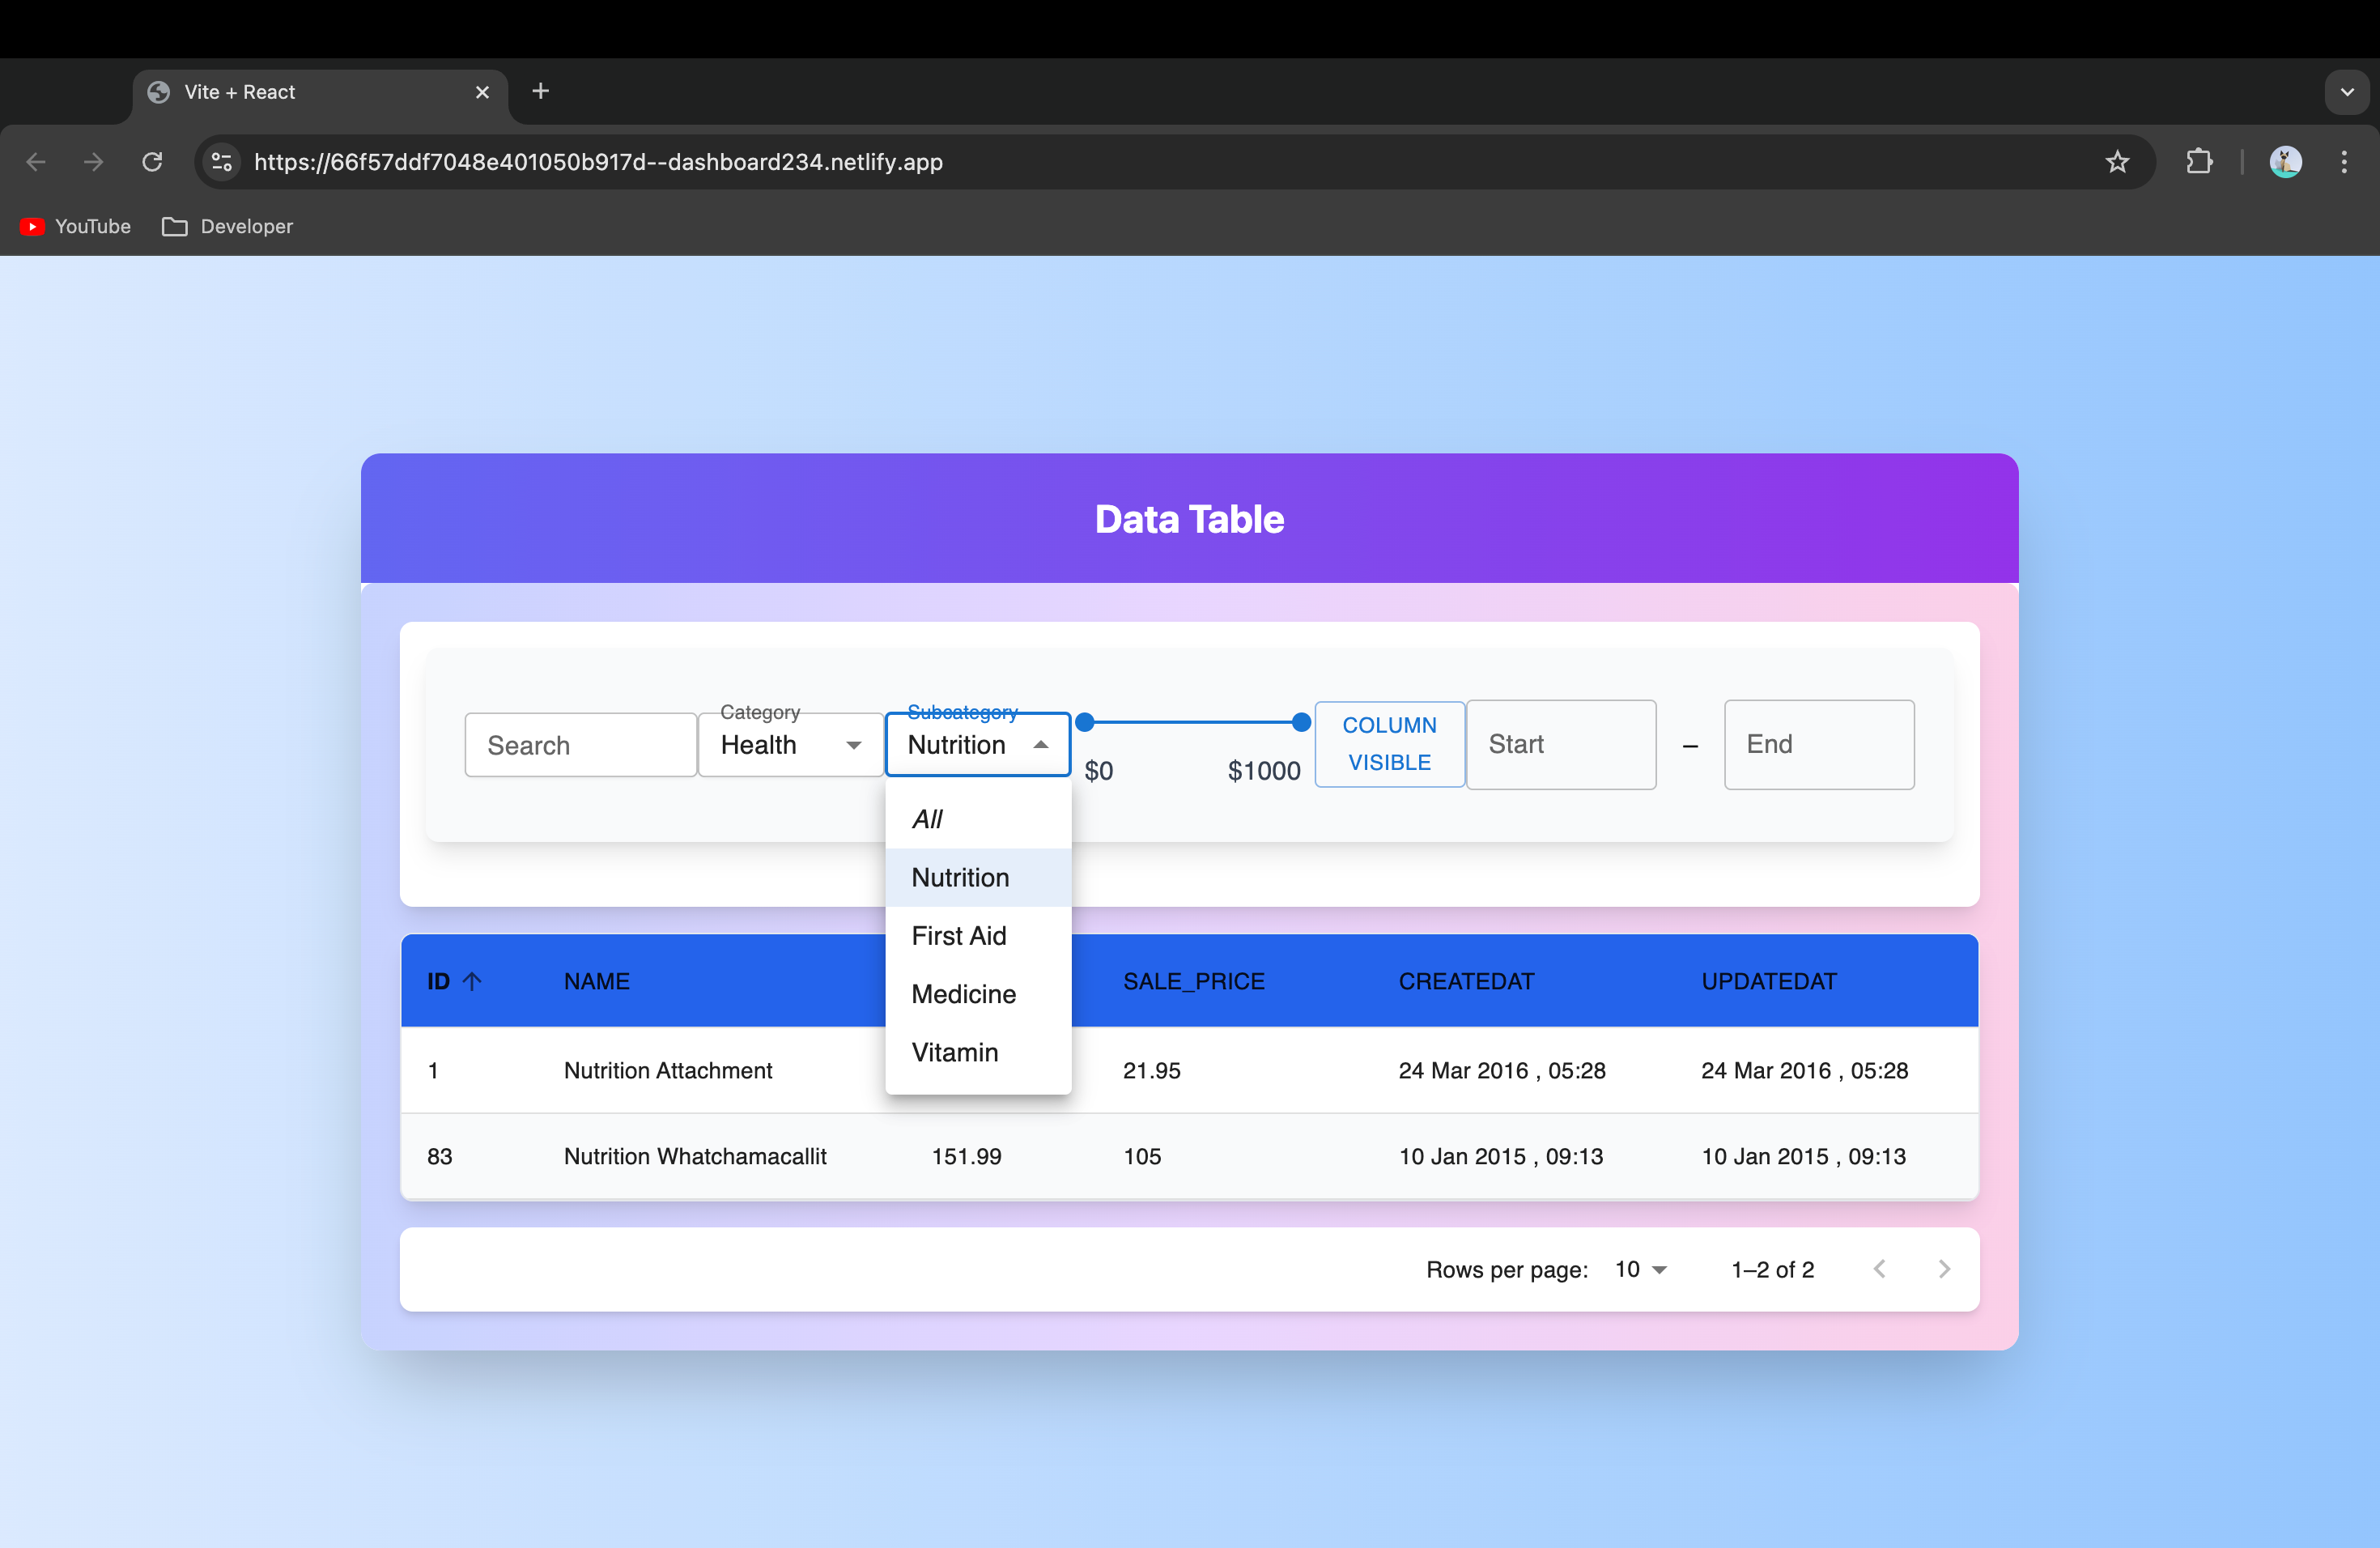 Vite + React
https://66f57ddf7048e401050b917d--dashboard234.netlify.app
YouTube
Developer
Data Table
Search
Category
Health
Subcategory
Nutrition
$0
$1000
COLUMN
VISIBLE
Start
–
End
All
Nutrition
First Aid
Medicine
Vitamin
ID NAME SALE_PRICE CREATEDAT UPDATEDAT
1 Nutrition Attachment 21.95 24 Mar 2016 , 05:28 24 Mar 2016 , 05:28
83 Nutrition Whatchamacallit 151.99 105 10 Jan 2015 , 09:13 10 Jan 2015 , 09:13
Rows per page: 10 1–2 of 2